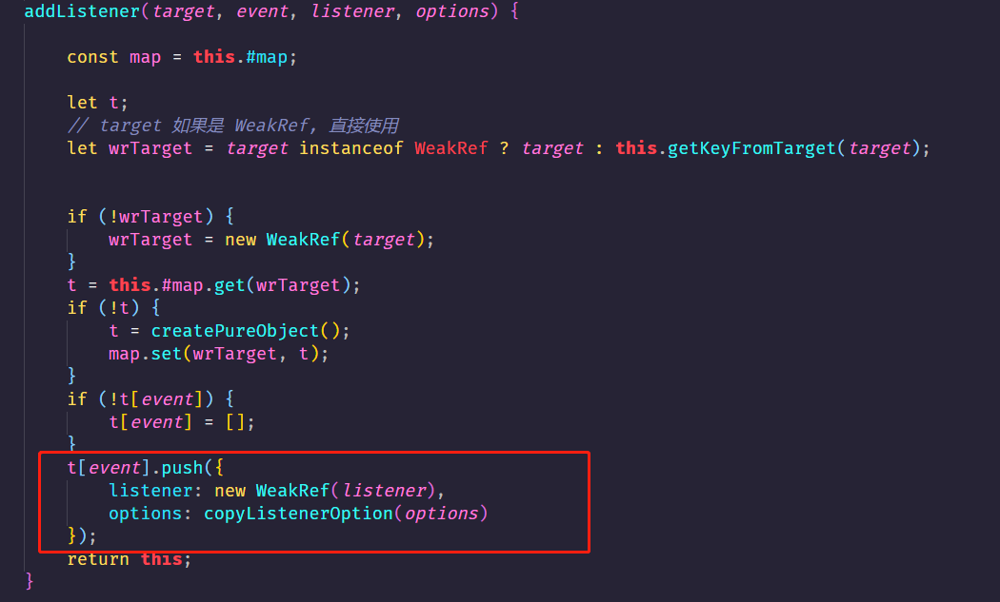 addListener(target, event, listener, options) {
const map = this.#map;
let t;
// target 如果是 WeakRef, 直接使用
let wrTarget = target instanceof WeakRef ? target : this.getKeyFromTarget(target);
if (!wrTarget) {
wrTarget = new WeakRef(target);
}
t = this.#map.get(wrTarget);
if (!t) {
t = createPureObject();
map.set(wrTarget, t);
}
if (!t[event]) {
t[event] = [];
}
t[event].push({
listener: new WeakRef(listener),
options: copyListenerOption(options)
});
return this;
}